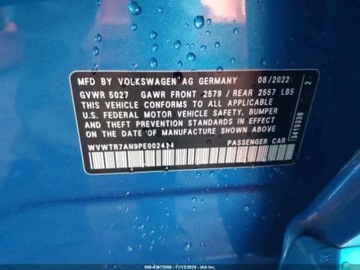 MFD BY VOLKSWAGEN AG GERMANY 08/2022
GVWR 5027 GAWR FRONT 2579 / REAR 2557 LBS
THIS VEHICLE CONFORMS TO ALL APPLICABLE
U.S. FEDERAL MOTOR VEHICLE SAFETY, BUMPER
AND THEFT PREVENTION STANDARDS IN EFFECT
ON THE DATE OF MANUFACTURE SHOWN ABOVE
WVWTR7AN9PE002414 PASSENGER CAR
2